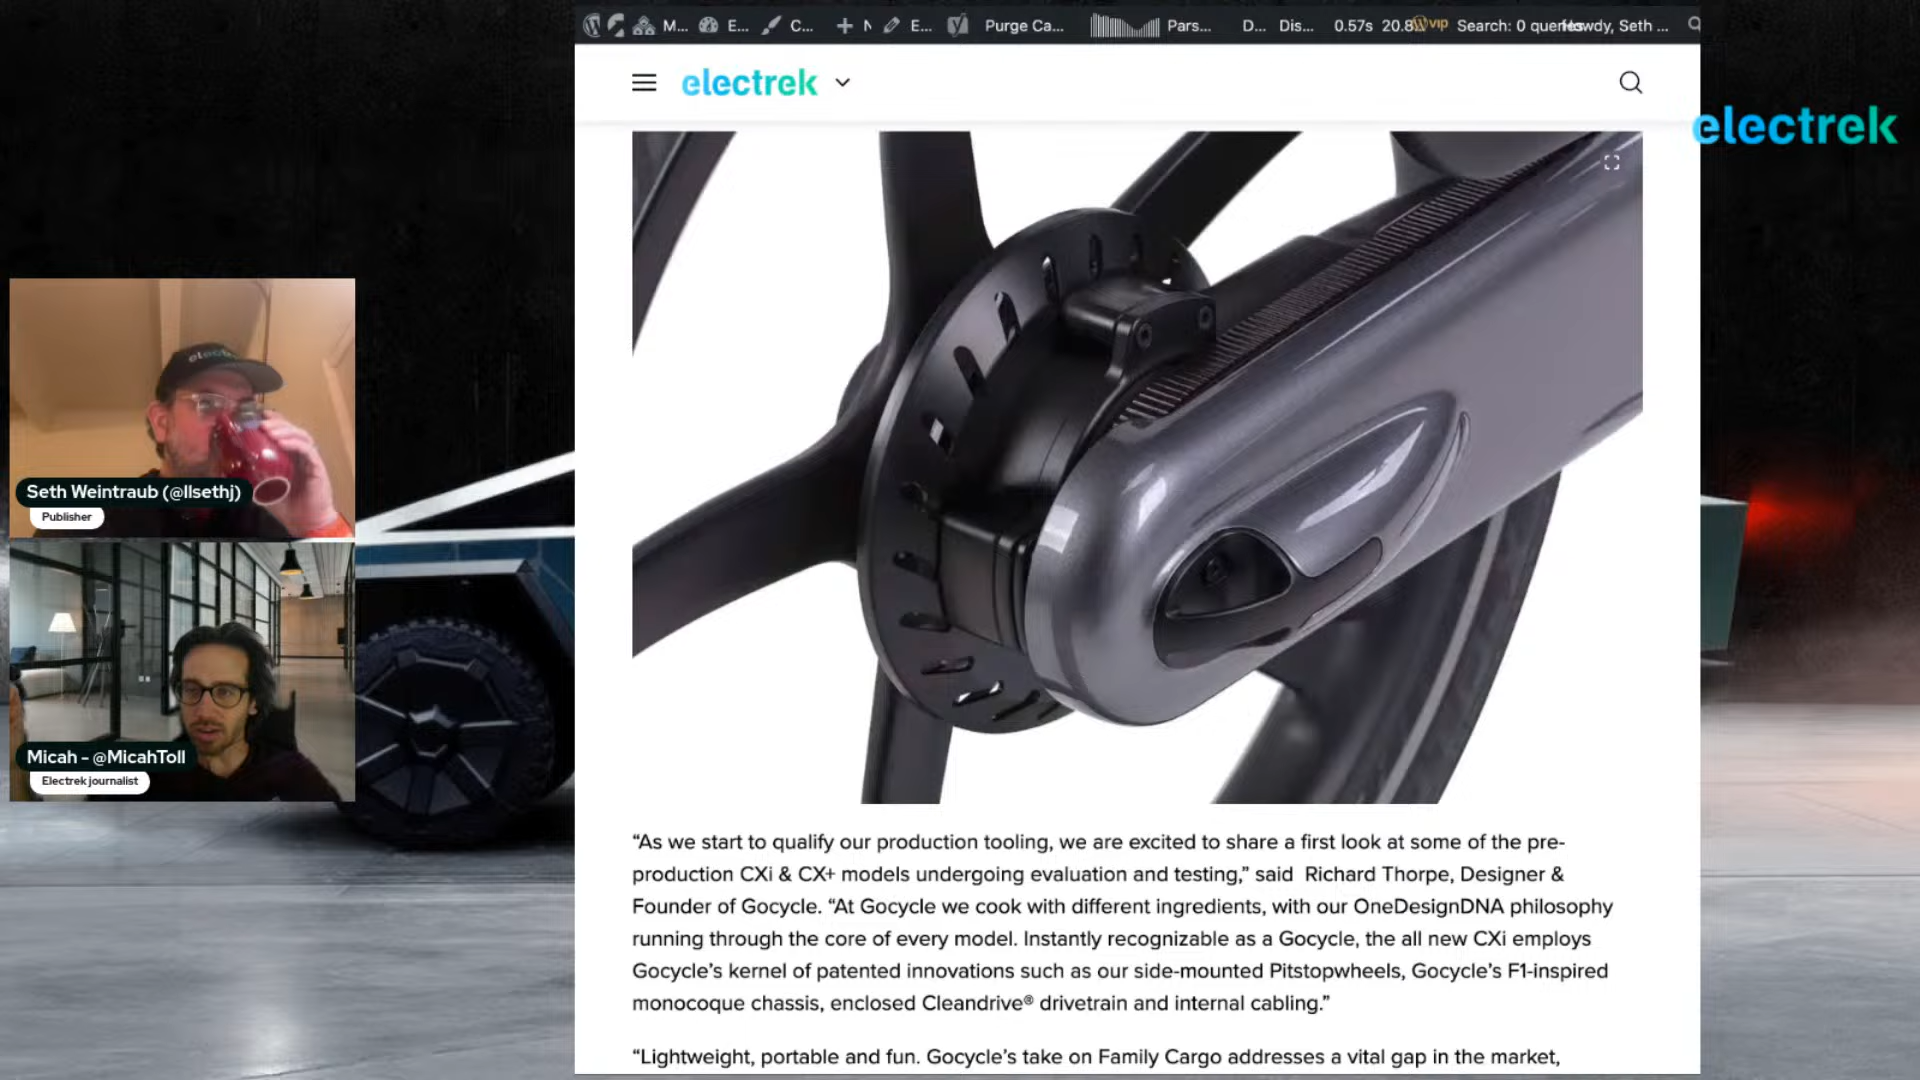 M...
E...
C...
N
E...
Purge Ca...
Pars...
D...
Dis...
0.57s
vip
Search: 0 queries
Howdy, Seth ...
electrek
electrek
Seth Weintraub (@llsethj)
Publisher
Micah - @MicahToll
Electrek journalist
“As we start to qualify our production tooling, we are excited to share a first look at some of the pre-
production CXi & CX+ models undergoing evaluation and testing,” said Richard Thorpe, Designer &
Founder of Gocycle. “At Gocycle we cook with different ingredients, with our OneDesignDNA philosophy
running through the core of every model. Instantly recognizable as a Gocycle, the all new CXi employs
Gocycle’s kernel of patented innovations such as our side-mounted Pitstopwheels, Gocycle’s F1-inspired
monocoque chassis, enclosed Cleandrive® drivetrain and internal cabling.”
“Lightweight, portable and fun. Gocycle’s take on Family Cargo addresses a vital gap in the market,